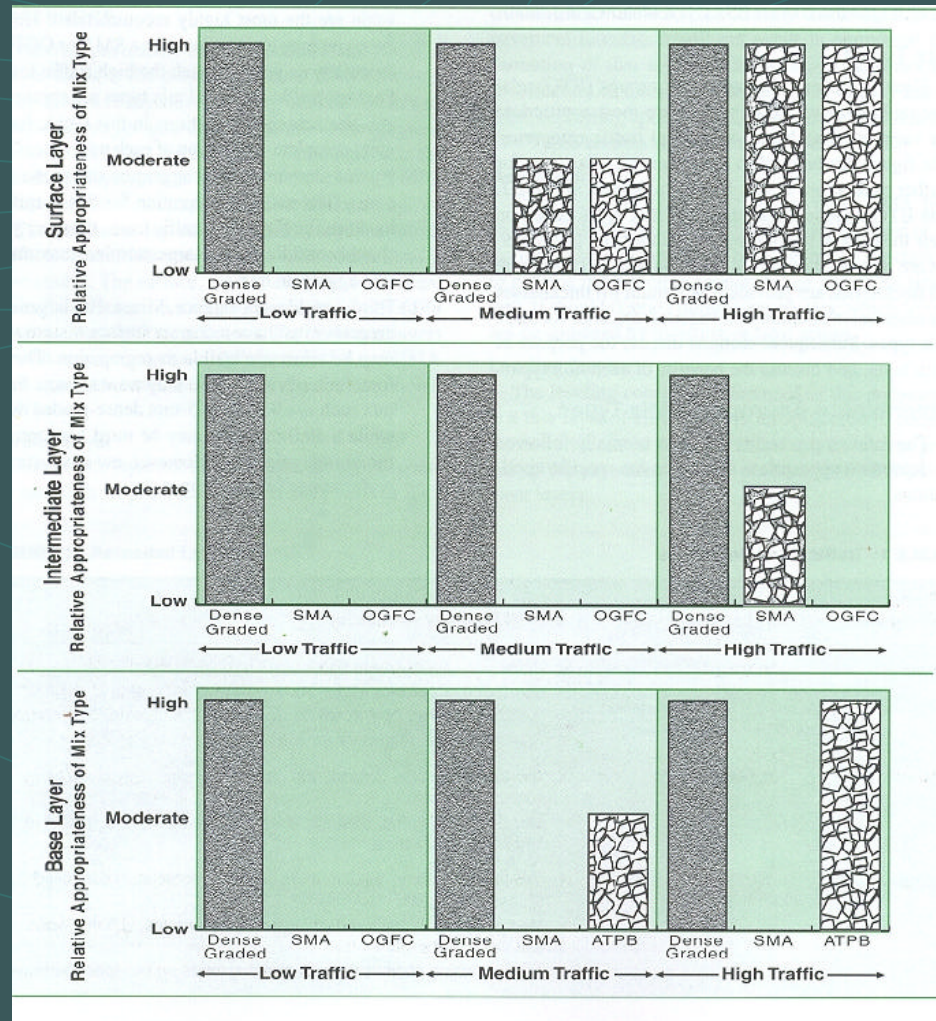 Surface Layer
Relative Appropriateness of Mix Type
High
Moderate
Low
Dense Graded SMA OGFC Dense Graded SMA OGFC Dense Graded SMA OGFC
Low Traffic Medium Traffic High Traffic
Intermediate Layer
Relative Appropriateness of Mix Type
High
Moderate
Low
Dense Graded SMA OGFC Dense Graded SMA OGFC Dense Graded SMA OGFC
Low Traffic Medium Traffic High Traffic
Base Layer
Relative Appropriateness of Mix Type
High
Moderate
Low
Dense Graded SMA OGFC Dense Graded SMA ATPB Dense Graded SMA ATPB
Low Traffic Medium Traffic High Traffic